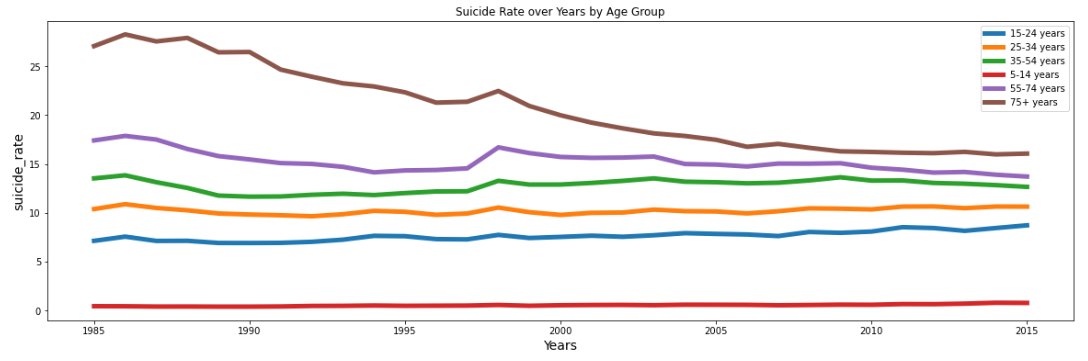 Suicide Rate over Years by Age Group
15-24 years
25-34 years
35-54 years
5-14 years
55-74 years
75+ years
suicide_rate
25
20
15
10
5
0
1985
1990
1995
2000
2005
2010
2015
Years